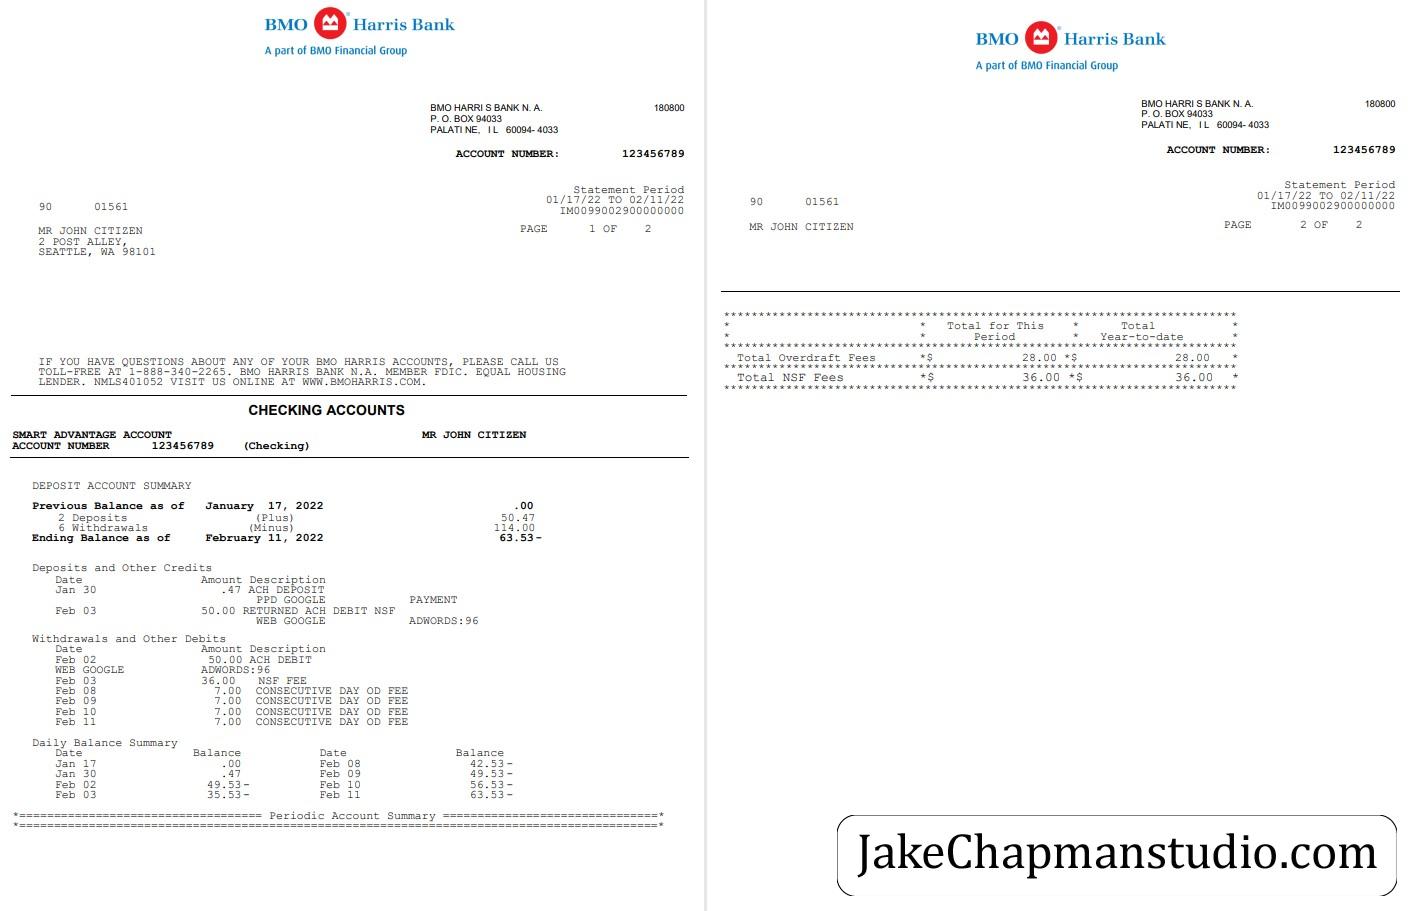 BMO Harris Bank
A part of BMO Financial Group
BMO HARRI S BANK N. A. 180800
P. O. BOX 94033
PALATI NE, I L 60094- 4033
ACCOUNT NUMBER: 123456789
Statement Period
01/17/22 TO 02/11/22
90 01561 IM0099002900000000
MR JOHN CITIZEN PAGE 1 OF 2
2 POST ALLEY,
SEATTLE, WA 98101
IF YOU HAVE QUESTIONS ABOUT ANY OF YOUR BMO HARRIS ACCOUNTS, PLEASE CALL US
TOLL-FREE AT 1-888-340-2265. BMO HARRIS BANK N.A. MEMBER FDIC. EQUAL HOUSING
LENDER. NMLS401052 VISIT US ONLINE AT WWW.BMOHARRIS.COM.
CHECKING ACCOUNTS
SMART ADVANTAGE ACCOUNT MR JOHN CITIZEN
ACCOUNT NUMBER 123456789 (Checking)
DEPOSIT ACCOUNT SUMMARY
Previous Balance as of January 17, 2022 .00
2 Deposits (Plus) 50.47
6 Withdrawals (Minus) 114.00
Ending Balance as of February 11, 2022 63.53-
Deposits and Other Credits
Date Amount Description
Jan 30 .47 ACH DEPOSIT
PPD GOOGLE PAYMENT
Feb 03 50.00 RETURNED ACH DEBIT NSF
WEB GOOGLE ADWORDS:96
Withdrawals and Other Debits
Date Amount Description
Feb 02 50.00 ACH DEBIT
WEB GOOGLE ADWORDS:96
Feb 03 36.00 NSF FEE
Feb 08 7.00 CONSECUTIVE DAY OD FEE
Feb 09 7.00 CONSECUTIVE DAY OD FEE
Feb 10 7.00 CONSECUTIVE DAY OD FEE
Feb 11 7.00 CONSECUTIVE DAY OD FEE
Daily Balance Summary
Date Balance Date Balance
Jan 17 .00 Feb 08 42.53-
Jan 30 .47 Feb 09 49.53-
Feb 02 49.53- Feb 10 56.53-
Feb 03 35.53- Feb 11 63.53-
*=================================== Periodic Account Summary ===============================*
*=============================================================================================*
BMO Harris Bank
A part of BMO Financial Group
BMO HARRI S BANK N. A. 180800
P. O. BOX 94033
PALATI NE, I L 60094- 4033
ACCOUNT NUMBER: 123456789
Statement Period
01/17/22 TO 02/11/22
90 01561 IM0099002900000000
MR JOHN CITIZEN PAGE 2 OF 2
**************************************************************************
* * Total for This * Total *
* * Period * Year-to-date *
**************************************************************************
Total Overdraft Fees *$ 28.00 *$ 28.00 *
**************************************************************************
Total NSF Fees *$ 36.00 *$ 36.00 *
**************************************************************************
JakeChapmanstudio.com